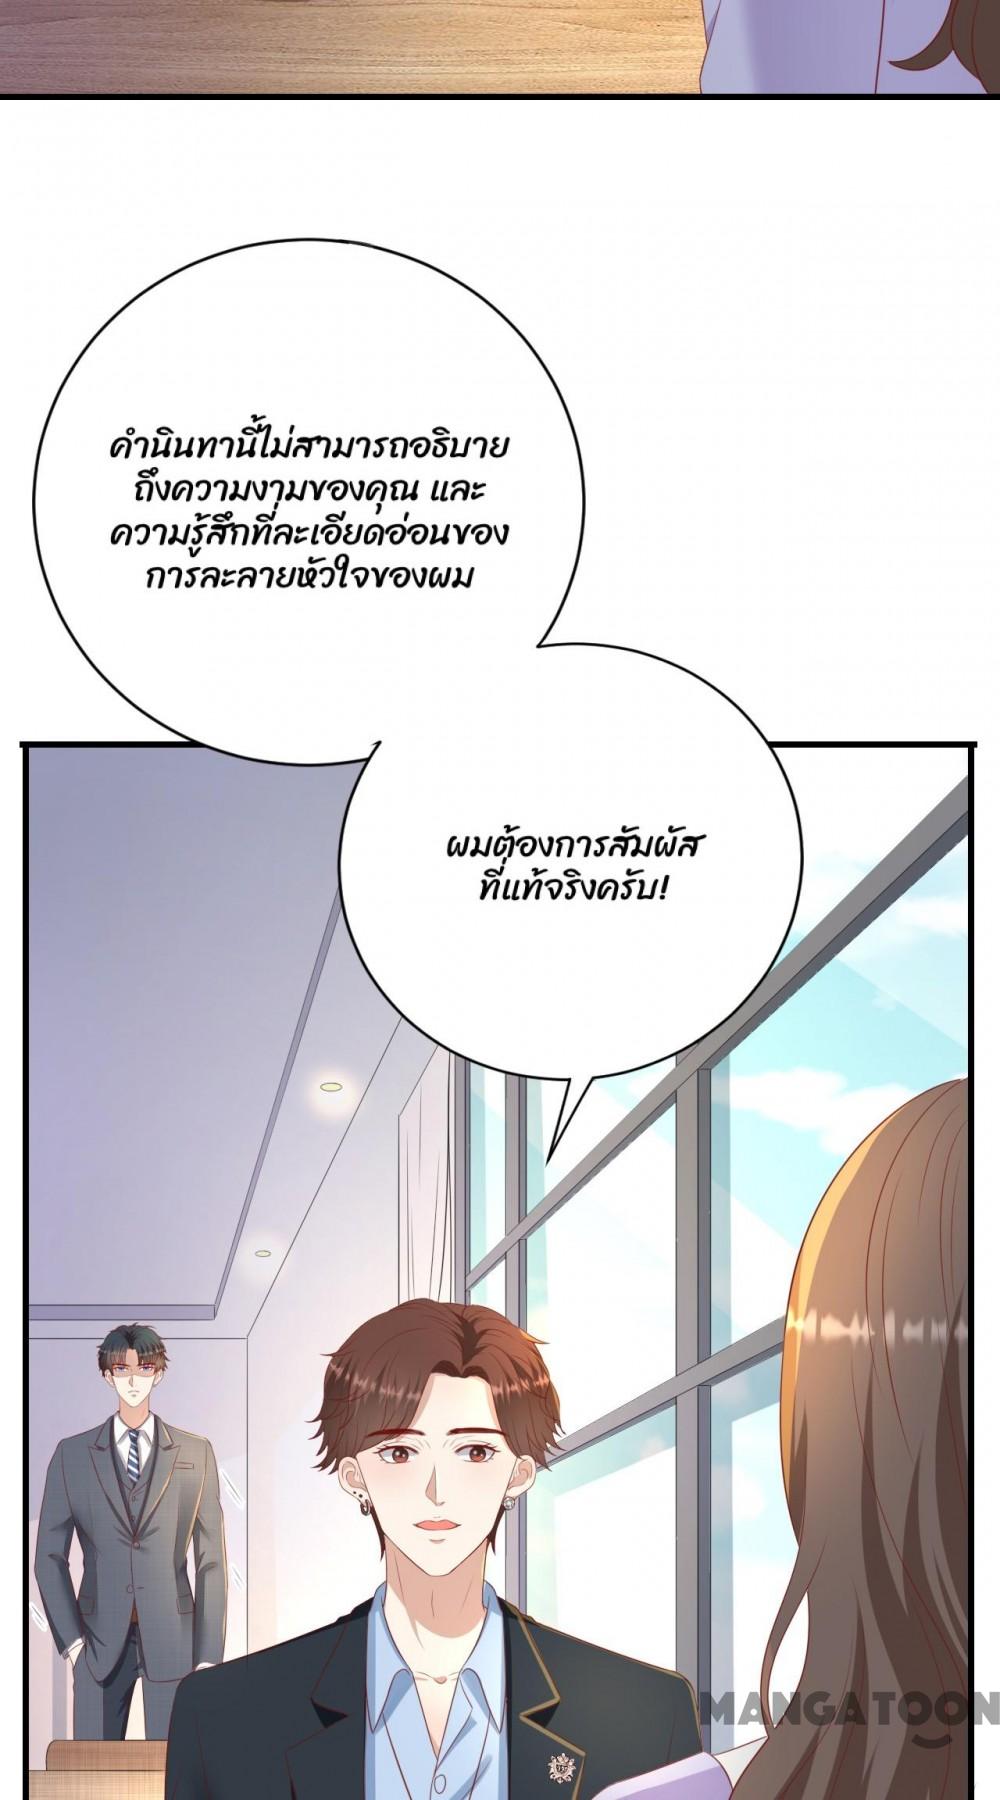 คำนินทานี้ไม่สามารถอธิบาย
ถึงความงามของคุณ และ
ความรู้สึกที่ละเอียดอ่อนของ
การละลายหัวใจของผม
ผมต้องการสัมผัส
ที่แท้จริงครับ!
MANGATOON